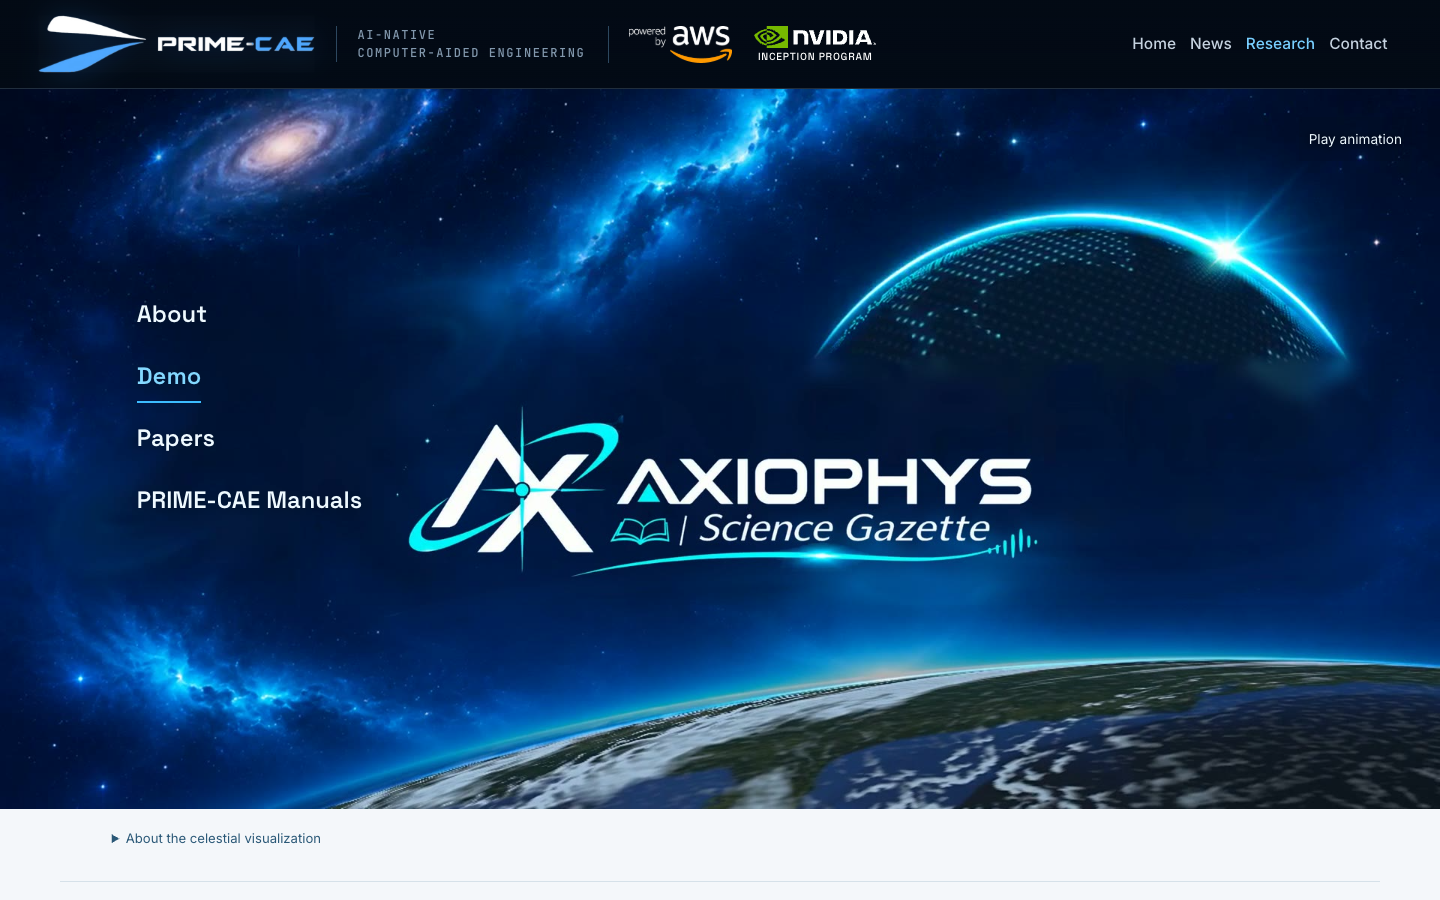 PRIME-CAE
AI-NATIVE
COMPUTER-AIDED ENGINEERING
powered by aws
NVIDIA.
INCEPTION PROGRAM
Home News Research Contact
Play animation
About
Demo
Papers
PRIME-CAE Manuals
AX AXIOPHYS
| Science Gazette
▶ About the celestial visualization